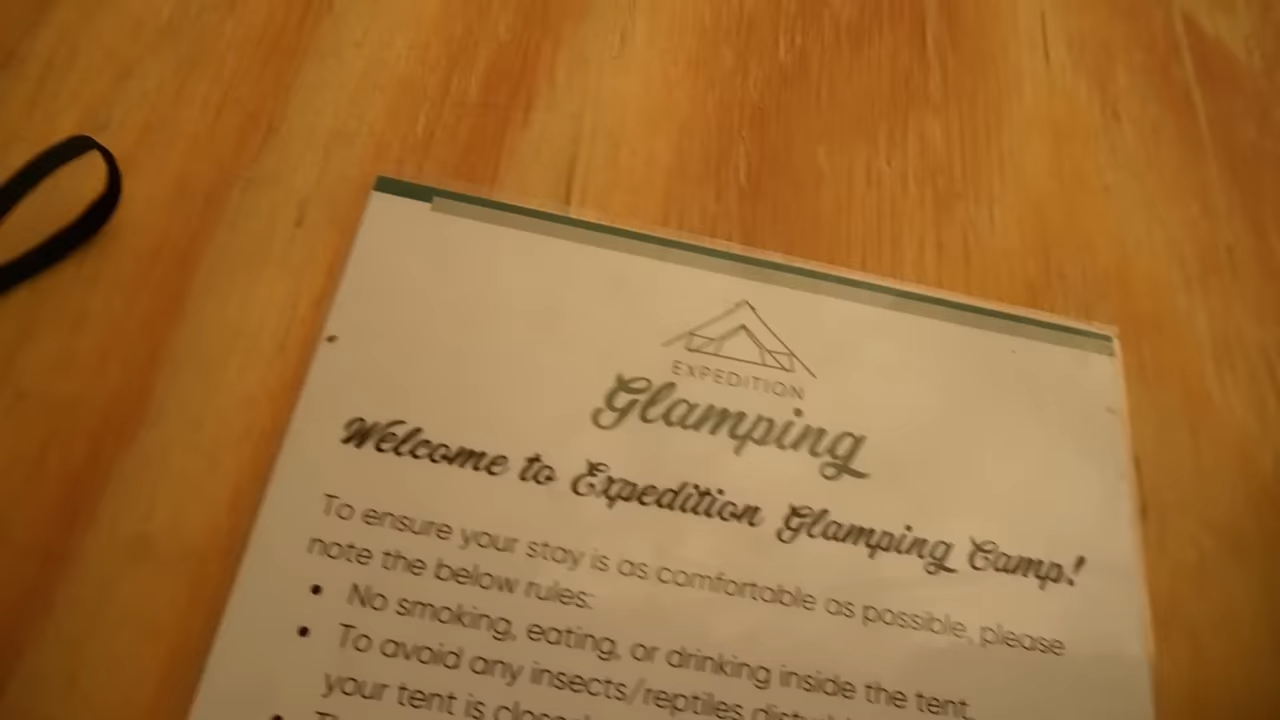 EXPEDITION
Glamping
Welcome to Expedition Glamping Camp!
To ensure your stay is as comfortable as possible, please
note the below rules:
• No smoking, eating, or drinking inside the tent.
• To avoid any insects/reptiles
your tent is closed